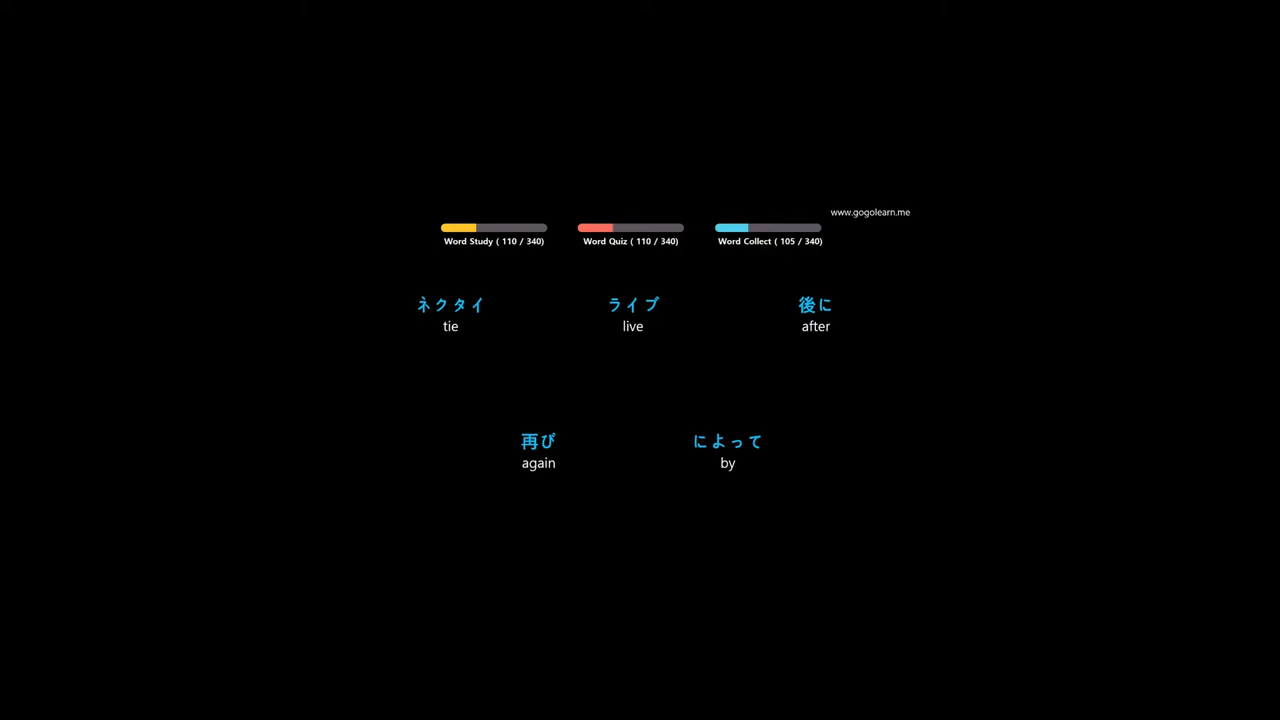 www.gogolearn.me
Word Study ( 110 / 340)
Word Quiz ( 110 / 340)
Word Collect ( 105 / 340)
ネクタイ
tie
ライブ
live
後に
after
再び
again
によって
by